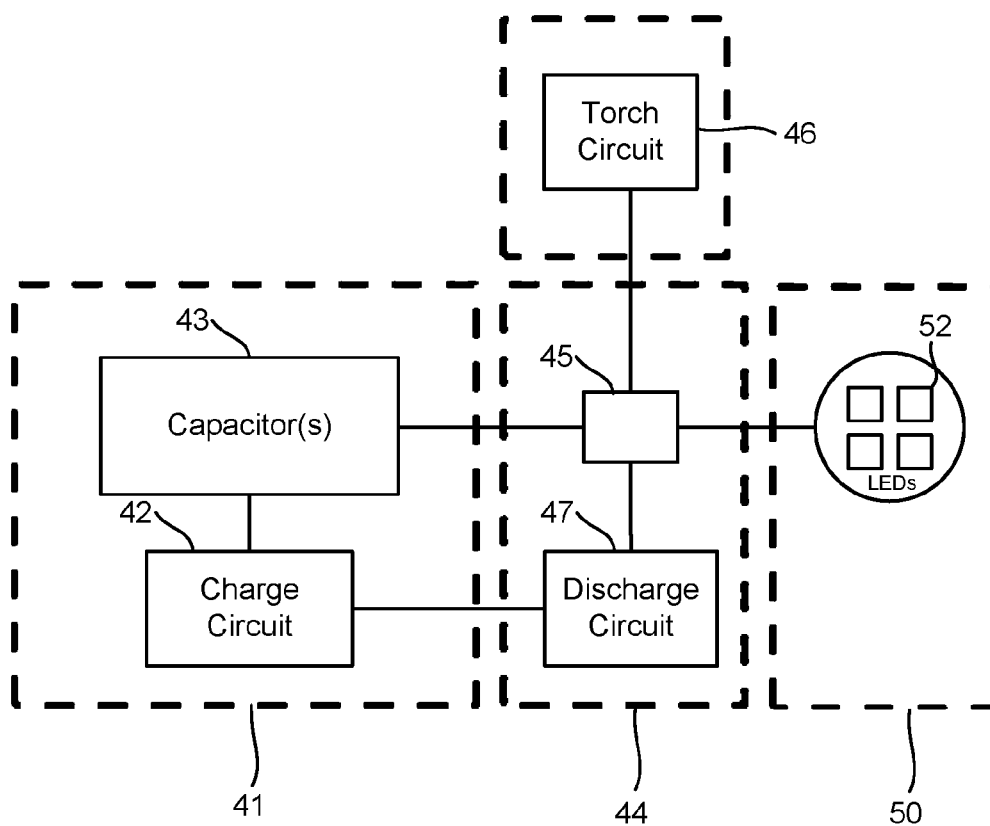 Torch
Circuit
46
43
Capacitor(s)
45
52
LEDs
42
Charge
Circuit
47
Discharge
Circuit
41
44
50